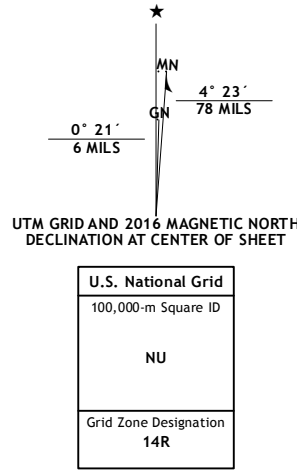 ★
MN
4° 23´
78 MILS
GN
0° 21´
6 MILS
UTM GRID AND 2016 MAGNETIC NORTH
DECLINATION AT CENTER OF SHEET
U.S. National Grid
100,000-m Square ID
NU
Grid Zone Designation
14R